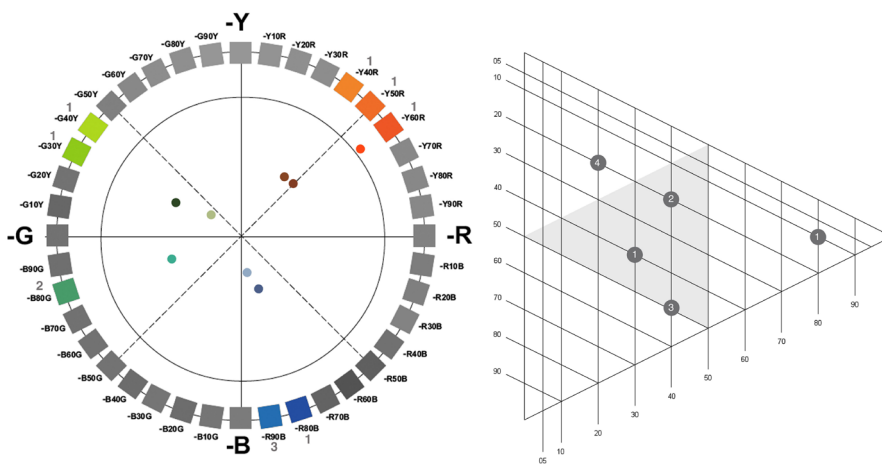 -Y
-Y10R
-Y20R
-Y30R
1
-Y40R
1
-Y50R
1
-Y60R
-Y70R
-Y80R
-Y90R
-R
-R10B
-R20B
-R30B
-R40B
-R50B
-R60B
-R70B
-R80B
1
-R90B
3
-B
-B10G
-B20G
-B30G
-B40G
-B50G
-B60G
-B70G
2
-B80G
-B90G
-G
-G10Y
-G20Y
1
-G30Y
1
-G40Y
-G50Y
-G60Y
-G70Y
-G80Y
-G90Y
05
10
20
30
40
50
60
70
80
90
4
2
1
1
3
05
10
20
30
40
50
60
70
80
90